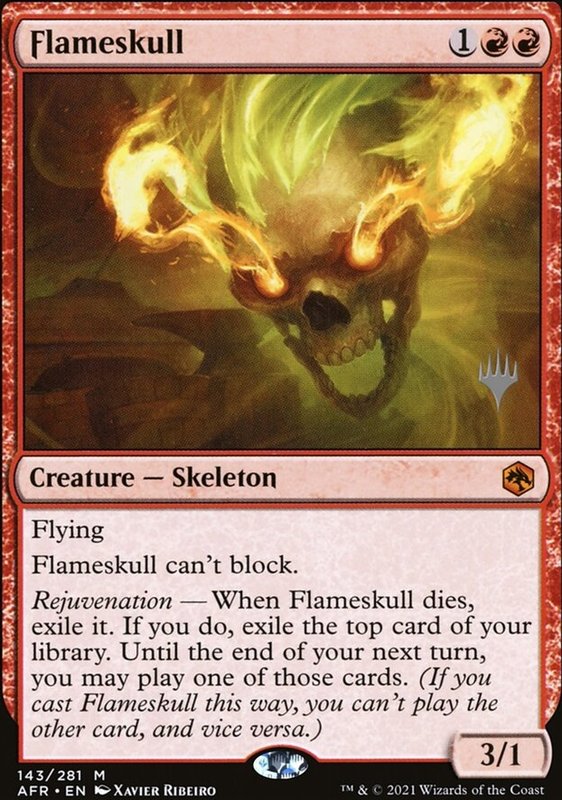 Flameskull 1
Creature — Skeleton
Flying
Flameskull can't block.
Rejuvenation — When Flameskull dies,
exile it. If you do, exile the top card of your
library. Until the end of your next turn,
you may play one of those cards. (If you
cast Flameskull this way, you can't play the
other card, and vice versa.)
3/1
143/281 M
AFR • EN Xavier Ribeiro ™ & © 2021 Wizards of the Coast